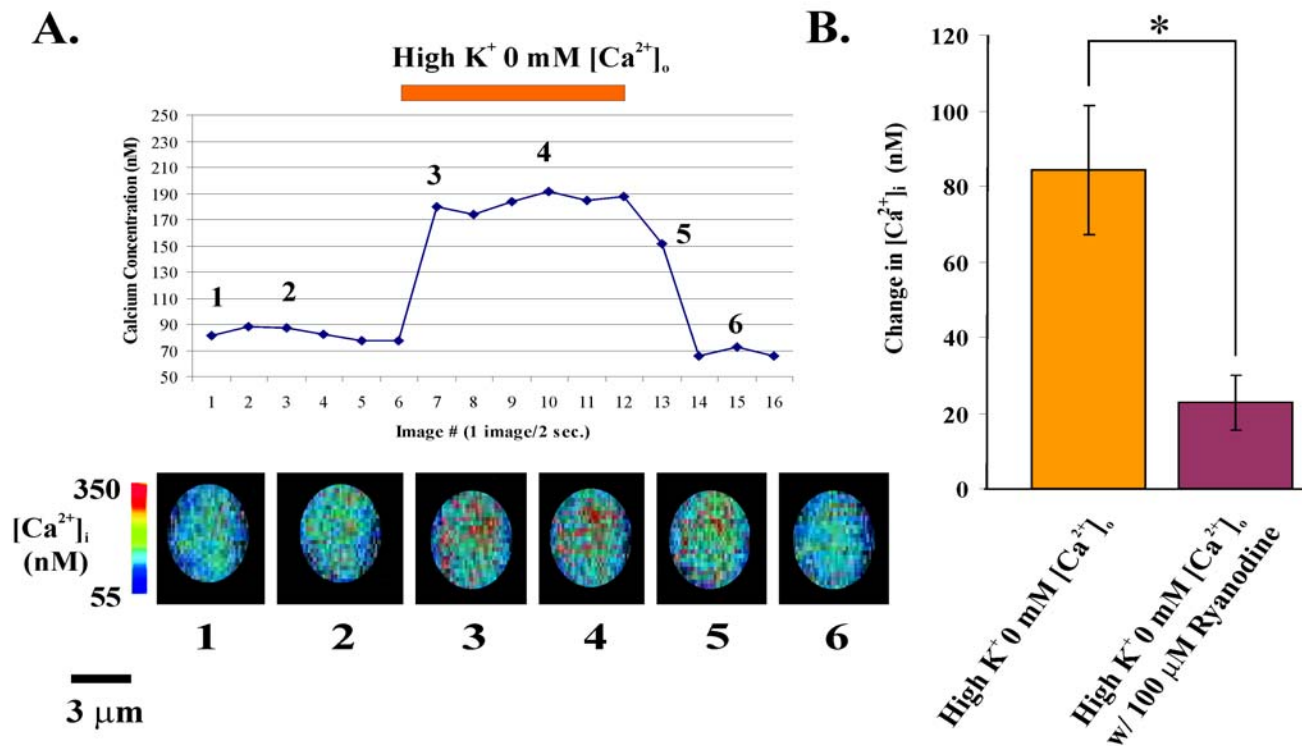 A.
High K⁺ 0 mM [Ca²⁺]ₒ
Calcium Concentration (nM)
250
230
210
190
170
150
130
110
90
70
50
1
2
3
4
5
6
1 2 3 4 5 6 7 8 9 10 11 12 13 14 15 16
Image # (1 image/2 sec.)
350
[Ca²⁺]ᵢ
(nM)
55
1 2 3 4 5 6
3 μm
B.
*
Change in [Ca²⁺]ᵢ (nM)
120
100
80
60
40
20
0
High K⁺ 0 mM [Ca²⁺]ₒ
High K⁺ 0 mM [Ca²⁺]ₒ
w/ 100 μM Ryanodine